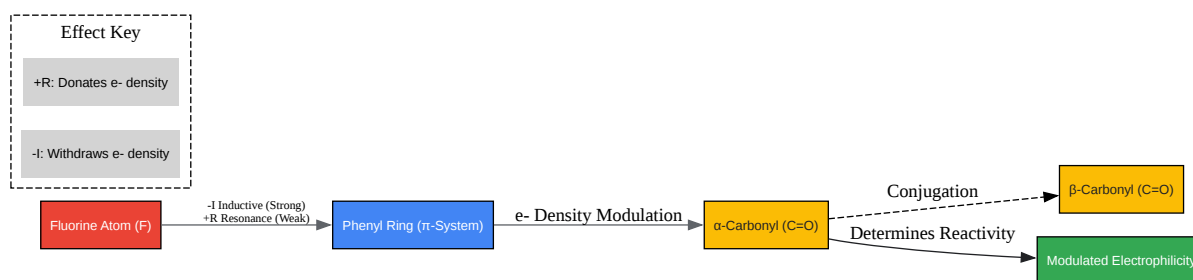 Effect Key
+R: Donates e- density
-I: Withdraws e- density
Fluorine Atom (F)
-I Inductive (Strong)
+R Resonance (Weak)
Phenyl Ring (π-System)
e- Density Modulation
α-Carbonyl (C=O)
Conjugation
β-Carbonyl (C=O)
Determines Reactivity
Modulated Electrophilicity